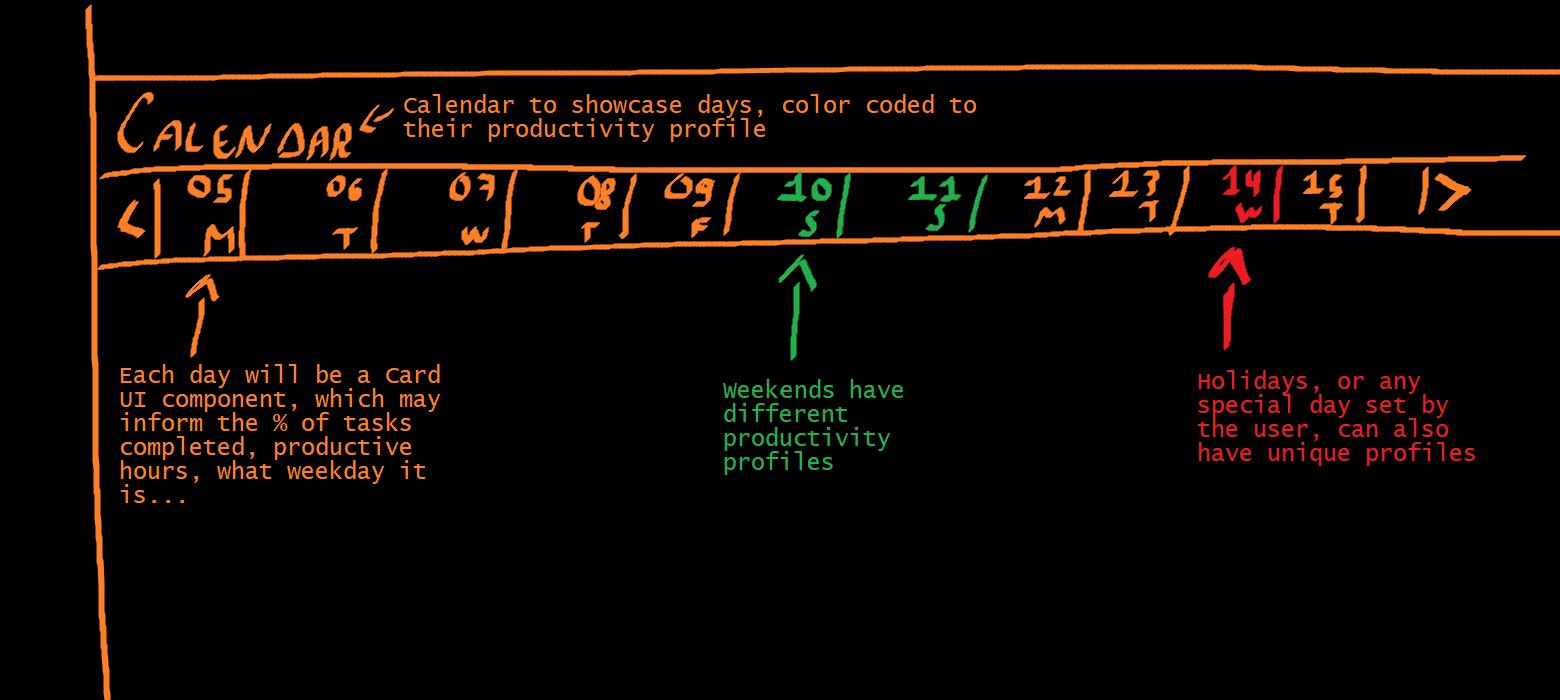 CALENDAR
Calendar to showcase days, color coded to
their productivity profile
< 05 06 07 08 09 10 11 12 13 14 15 >
M T W T F S S M T W T
Each day will be a Card
UI component, which may
inform the % of tasks
completed, productive
hours, what weekday it
is...
Weekends have
different
productivity
profiles
Holidays, or any
special day set by
the user, can also
have unique profiles